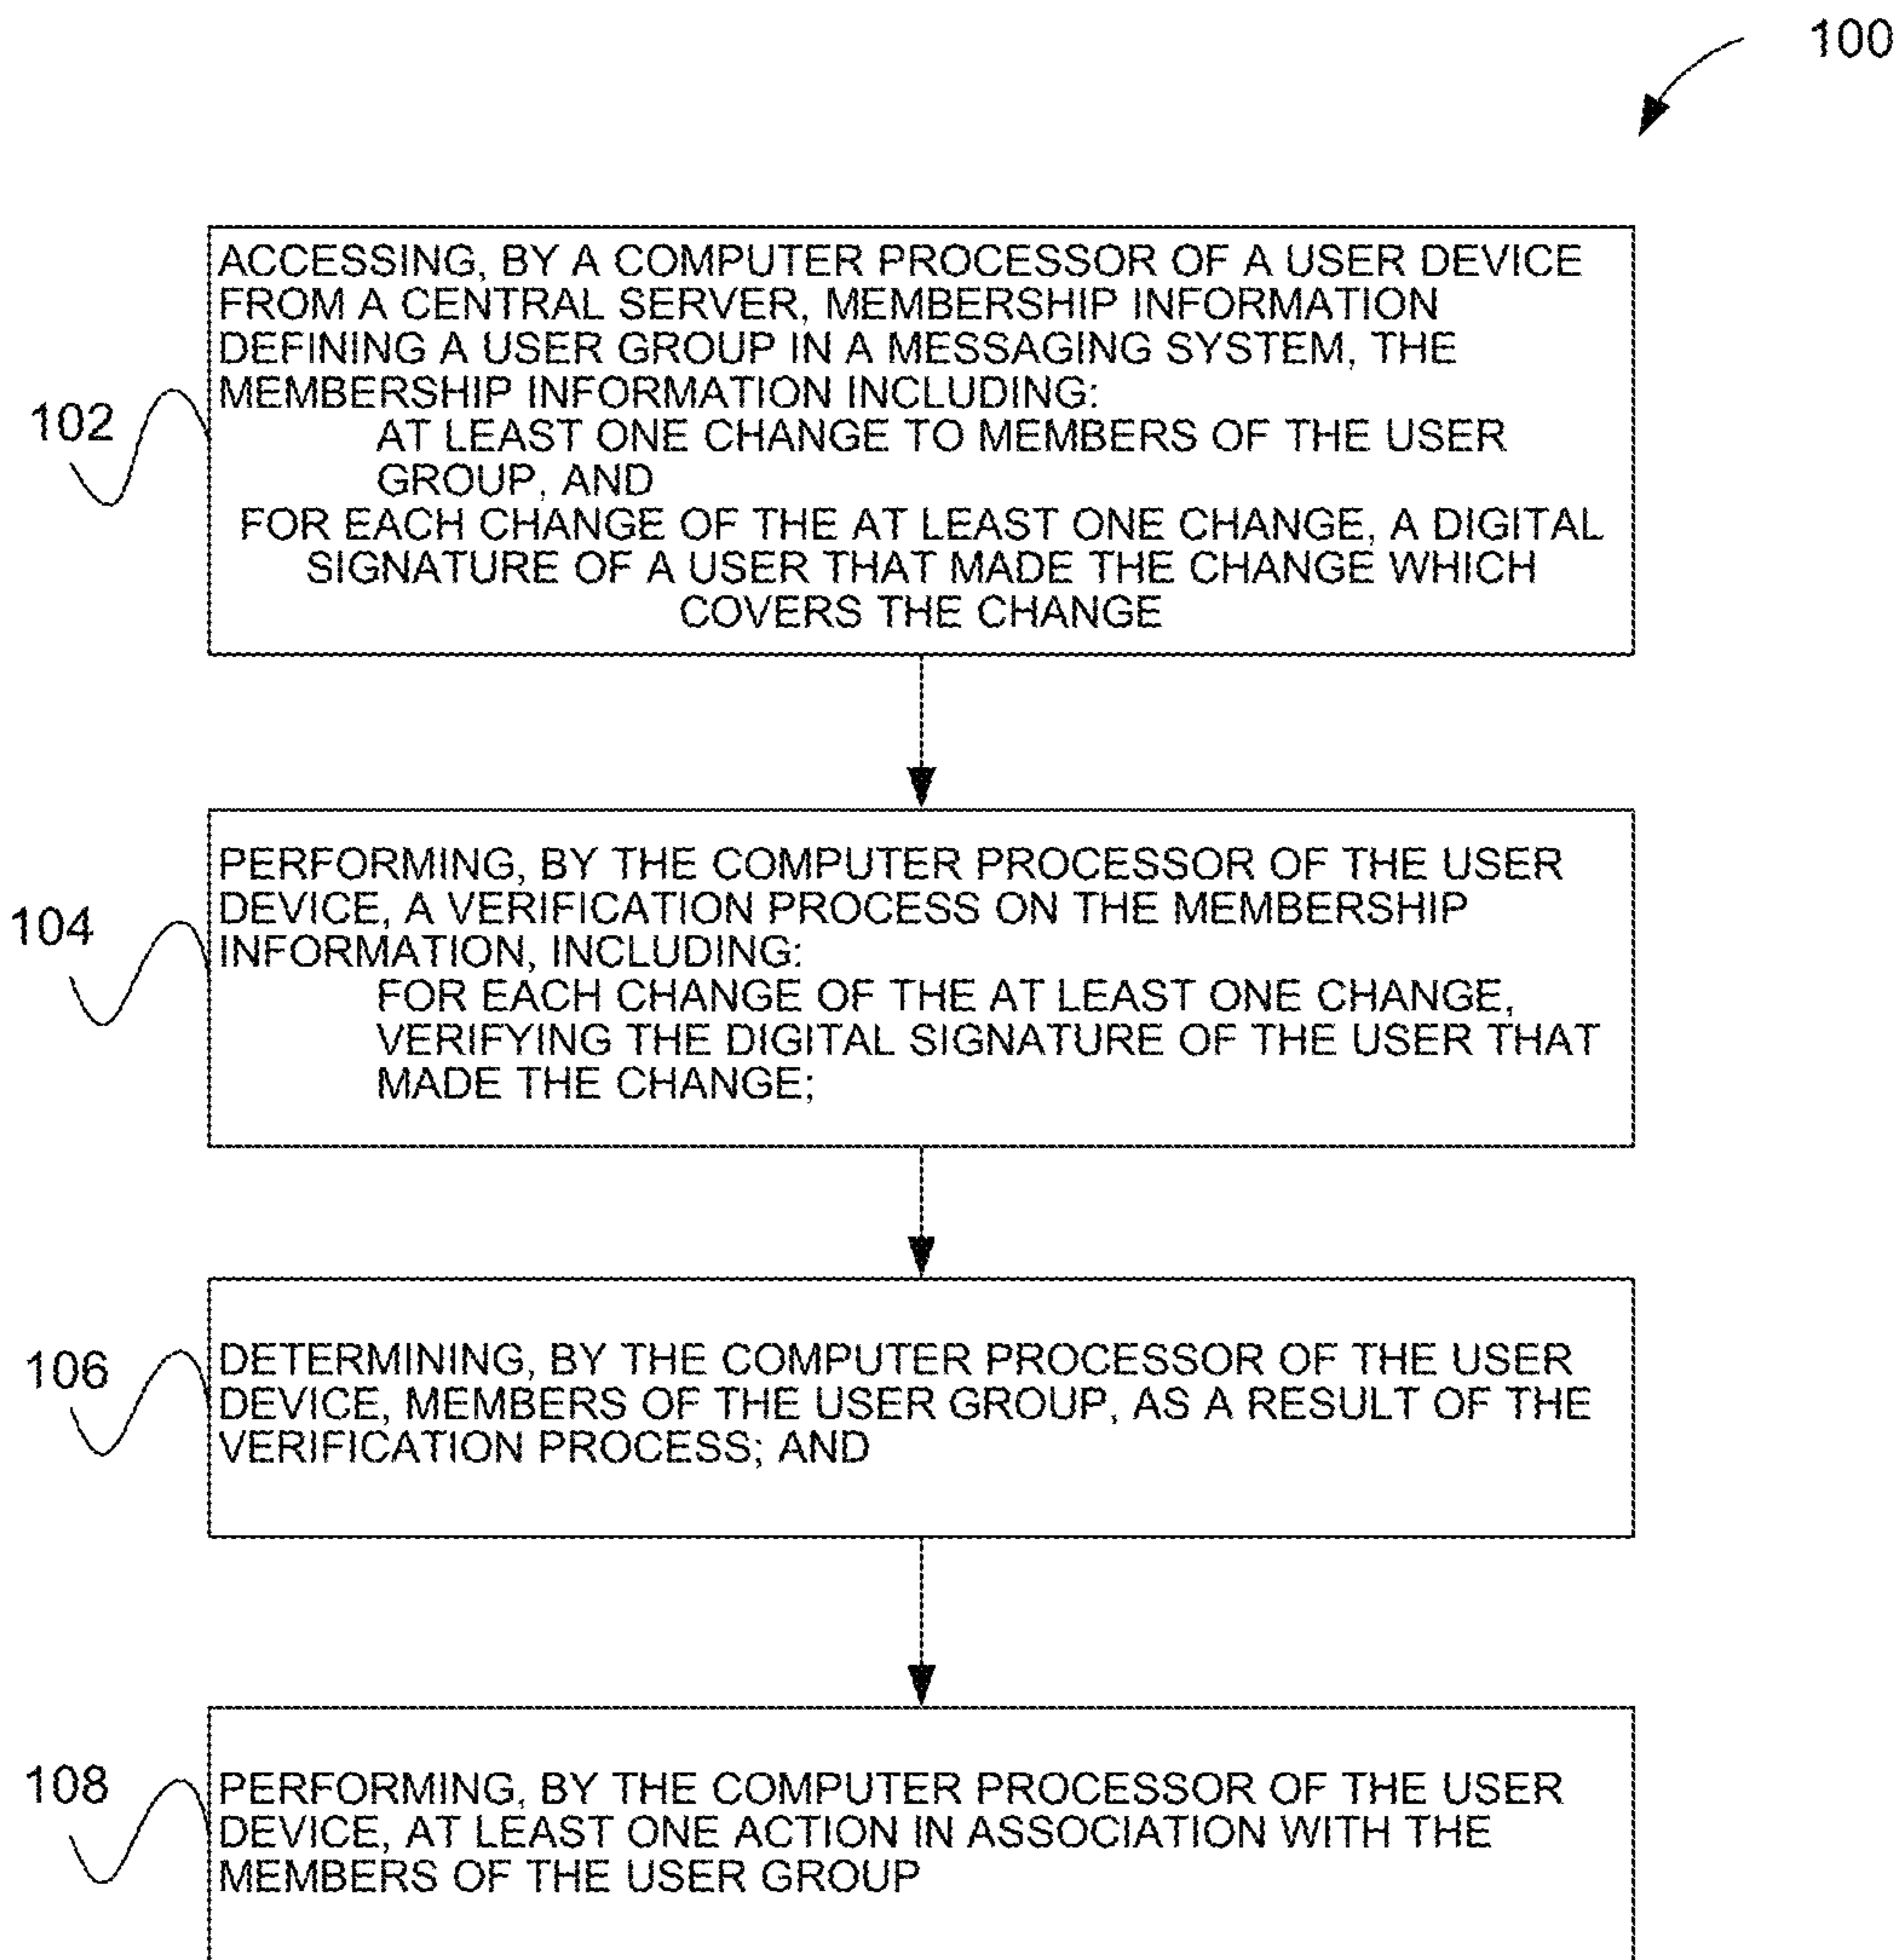 100
ACCESSING, BY A COMPUTER PROCESSOR OF A USER DEVICE
FROM A CENTRAL SERVER, MEMBERSHIP INFORMATION
DEFINING A USER GROUP IN A MESSAGING SYSTEM, THE
MEMBERSHIP INFORMATION INCLUDING:
AT LEAST ONE CHANGE TO MEMBERS OF THE USER
GROUP, AND
FOR EACH CHANGE OF THE AT LEAST ONE CHANGE, A DIGITAL
SIGNATURE OF A USER THAT MADE THE CHANGE WHICH
COVERS THE CHANGE
102
PERFORMING, BY THE COMPUTER PROCESSOR OF THE USER
DEVICE, A VERIFICATION PROCESS ON THE MEMBERSHIP
INFORMATION, INCLUDING:
FOR EACH CHANGE OF THE AT LEAST ONE CHANGE,
VERIFYING THE DIGITAL SIGNATURE OF THE USER THAT
MADE THE CHANGE;
104
DETERMINING, BY THE COMPUTER PROCESSOR OF THE USER
DEVICE, MEMBERS OF THE USER GROUP, AS A RESULT OF THE
VERIFICATION PROCESS; AND
106
PERFORMING, BY THE COMPUTER PROCESSOR OF THE USER
DEVICE, AT LEAST ONE ACTION IN ASSOCIATION WITH THE
MEMBERS OF THE USER GROUP
108